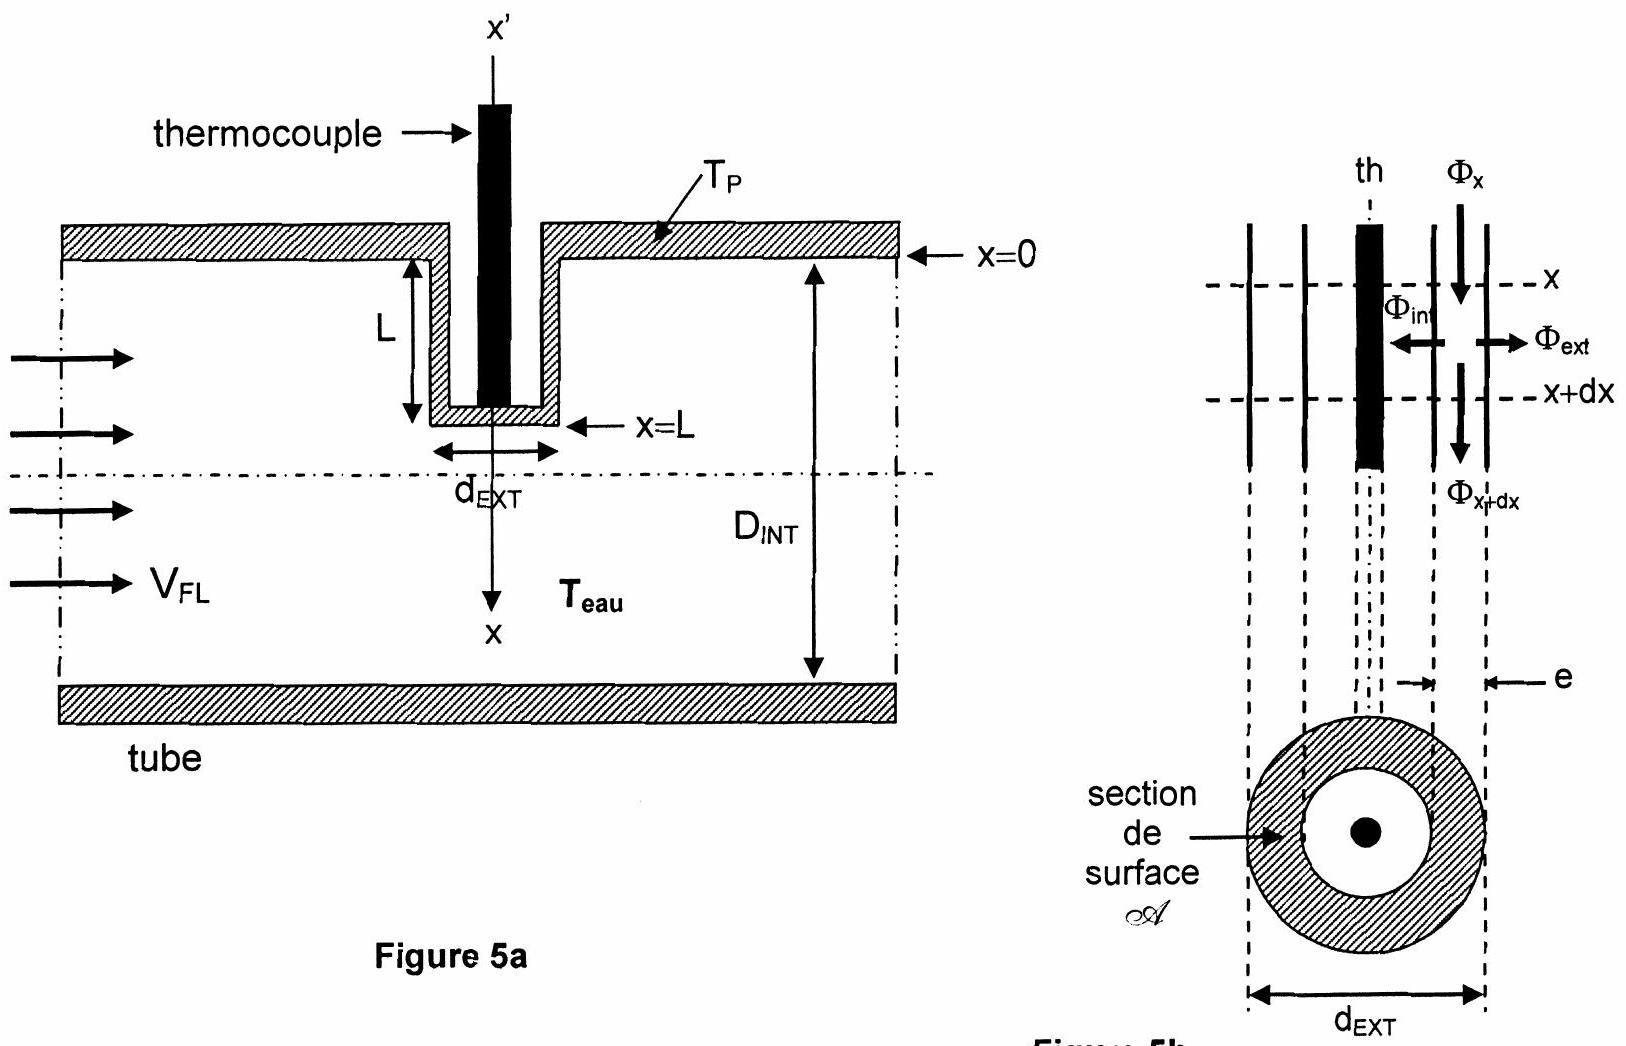 x'
thermocouple
T_P
x=0
L
x=L
d_EXT
D_INT
V_FL
T_eau
x
tube
Figure 5a
th
Φ_x
x
Φ_int
Φ_ext
x+dx
Φ_x+dx
e
section
de
surface
𝒜
d_EXT